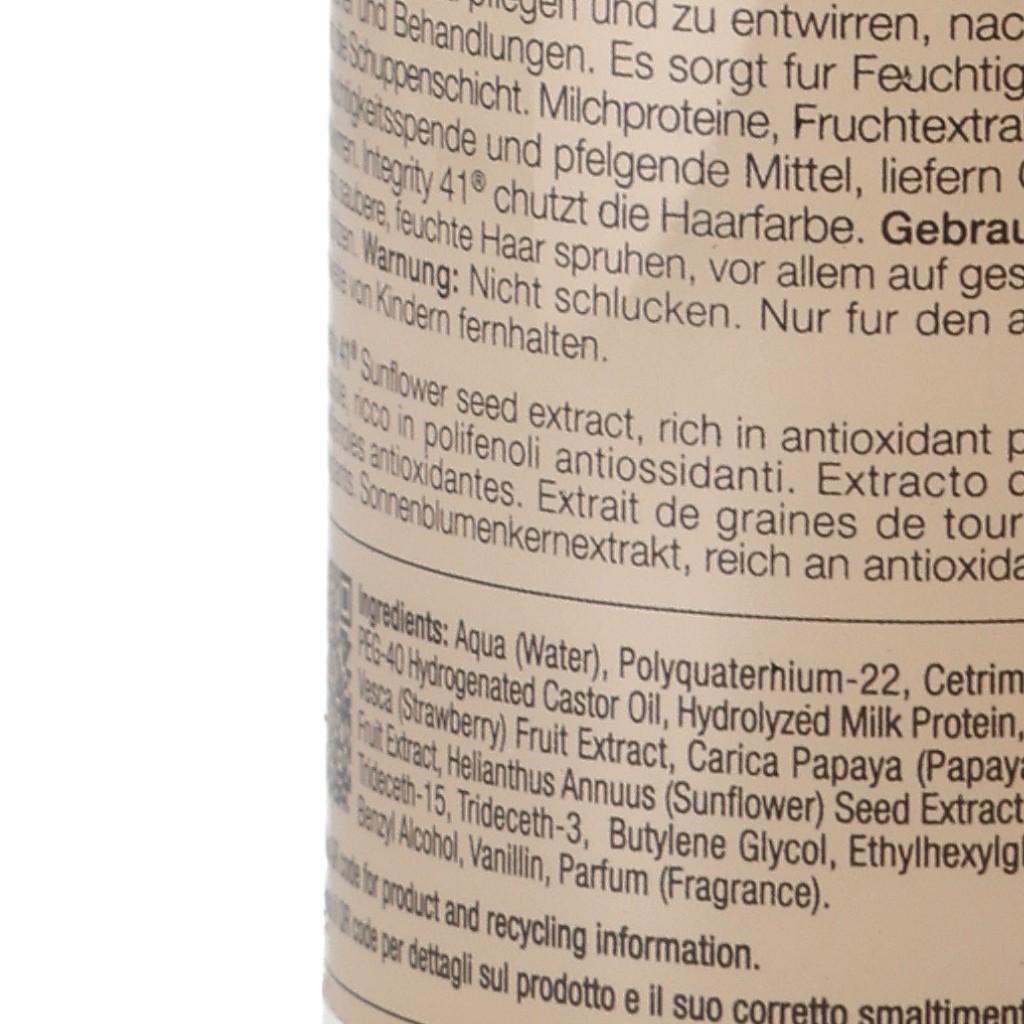 pflegen und zu entwirren, nac
und Behandlungen. Es sorgt fur Feuchtig
Schuppenschicht. Milchproteine, Fruchtextra
tigkeitsspende und pfelgende Mittel, liefern
Integrity 41® chutzt die Haarfarbe. Gebrau
saubere, feuchte Haar spruhen, vor allem auf ges
Warnung: Nicht schlucken. Nur fur den a
von Kindern fernhalten.
41® Sunflower seed extract, rich in antioxidant p
ricco in polifenoli antiossidanti. Extracto
antioxidantes. Extrait de graines de tour
Sonnenblumenkernextrakt, reich an antioxida
Ingredients: Aqua (Water), Polyquaternium-22, Cetrim
PEG-40 Hydrogenated Castor Oil, Hydrolyzed Milk Protein,
Vesca (Strawberry) Fruit Extract, Carica Papaya (Papaya
Fruit Extract, Helianthus Annuus (Sunflower) Seed Extract
Trideceth-15, Trideceth-3, Butylene Glycol, Ethylhexylgl
Benzyl Alcohol, Vanillin, Parfum (Fragrance).
code for product and recycling information.
QR code per dettagli sul prodotto e il suo corretto smaltiment